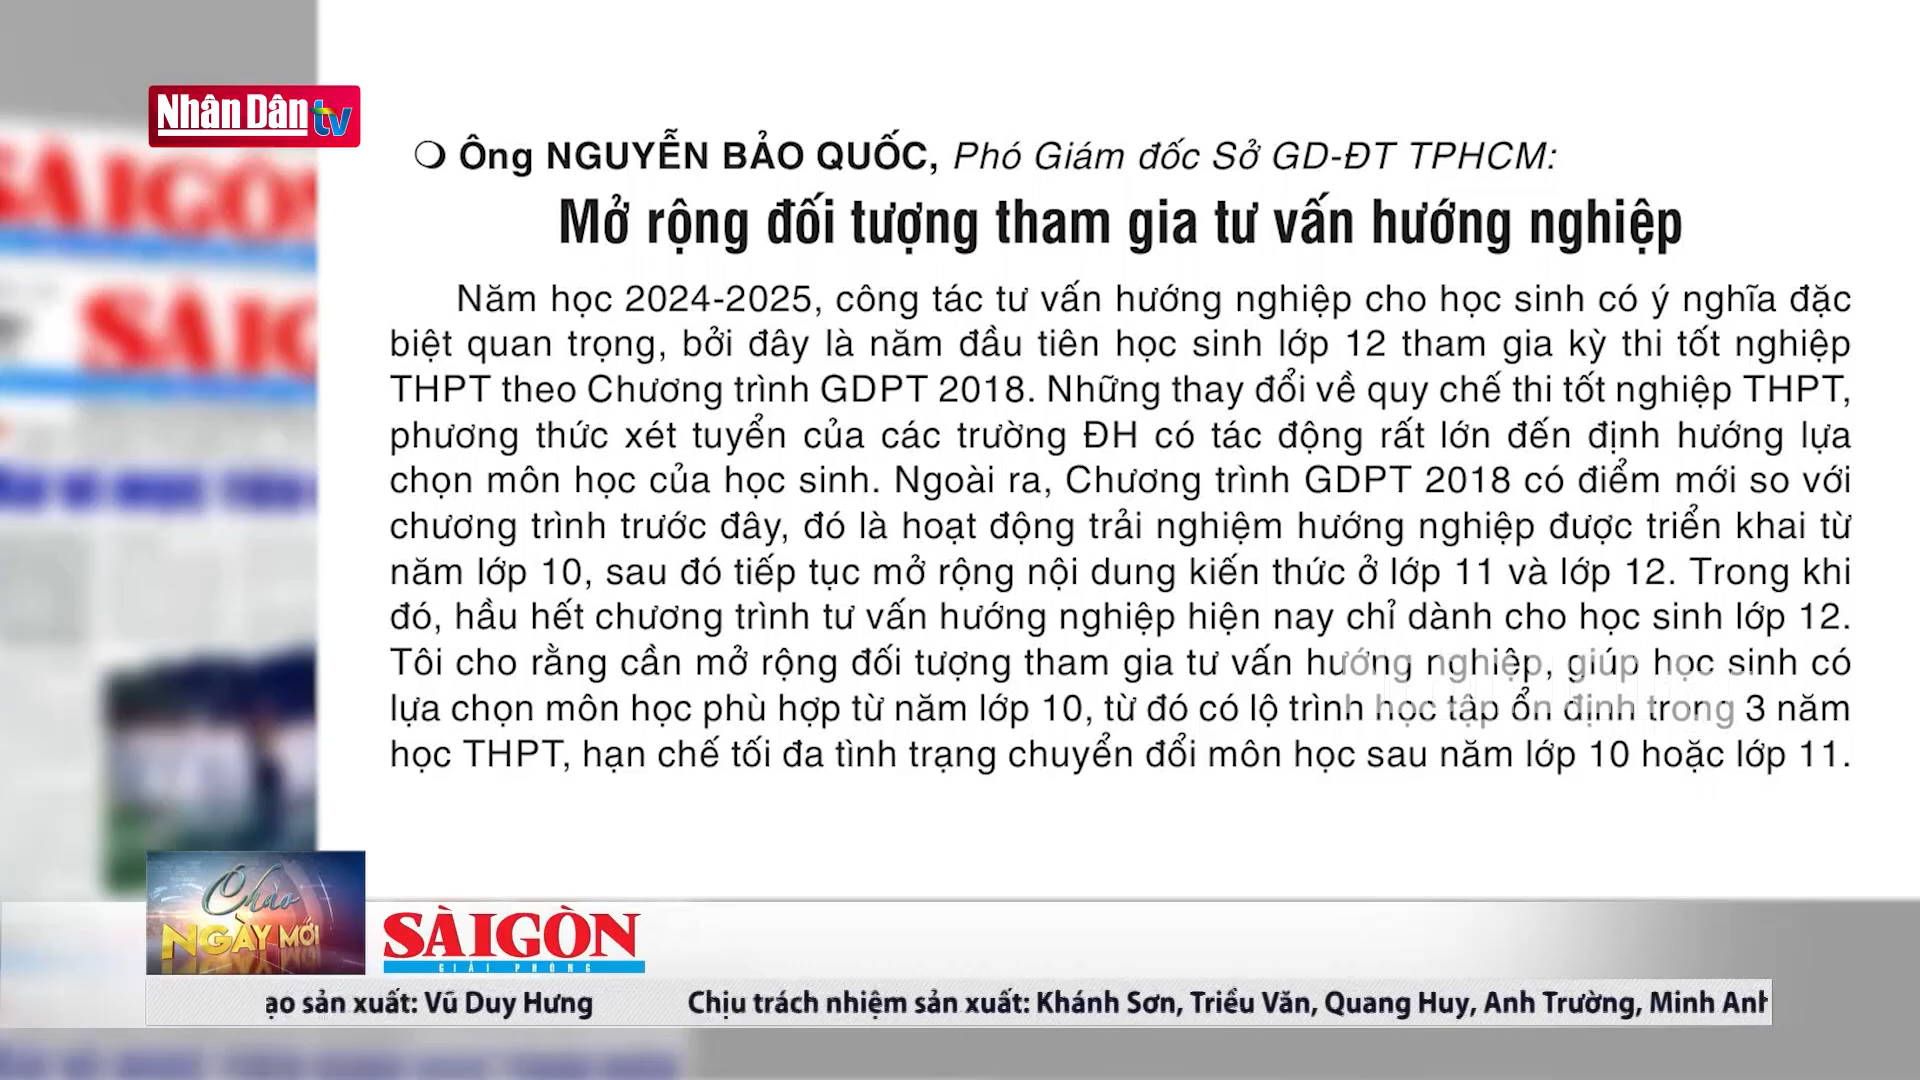 Nhân Dân tv
❍ Ông NGUYỄN BẢO QUỐC, Phó Giám đốc Sở GD-ĐT TPHCM:
Mở rộng đối tượng tham gia tư vấn hướng nghiệp
Năm học 2024-2025, công tác tư vấn hướng nghiệp cho học sinh có ý nghĩa đặc
biệt quan trọng, bởi đây là năm đầu tiên học sinh lớp 12 tham gia kỳ thi tốt nghiệp
THPT theo Chương trình GDPT 2018. Những thay đổi về quy chế thi tốt nghiệp THPT,
phương thức xét tuyển của các trường ĐH có tác động rất lớn đến định hướng lựa
chọn môn học của học sinh. Ngoài ra, Chương trình GDPT 2018 có điểm mới so với
chương trình trước đây, đó là hoạt động trải nghiệm hướng nghiệp được triển khai từ
năm lớp 10, sau đó tiếp tục mở rộng nội dung kiến thức ở lớp 11 và lớp 12. Trong khi
đó, hầu hết chương trình tư vấn hướng nghiệp hiện nay chỉ dành cho học sinh lớp 12.
Tôi cho rằng cần mở rộng đối tượng tham gia tư vấn hướng nghiệp, giúp học sinh có
lựa chọn môn học phù hợp từ năm lớp 10, từ đó có lộ trình học tập ổn định trong 3 năm
học THPT, hạn chế tối đa tình trạng chuyển đổi môn học sau năm lớp 10 hoặc lớp 11.
SÀIGÒN
SÀIG
Chào
NGÀY MỚI
SÀIGÒN
GIẢI PHÓNG
ạo sản xuất: Vũ Duy Hưng Chịu trách nhiệm sản xuất: Khánh Sơn, Triều Văn, Quang Huy, Anh Trường, Minh Anh